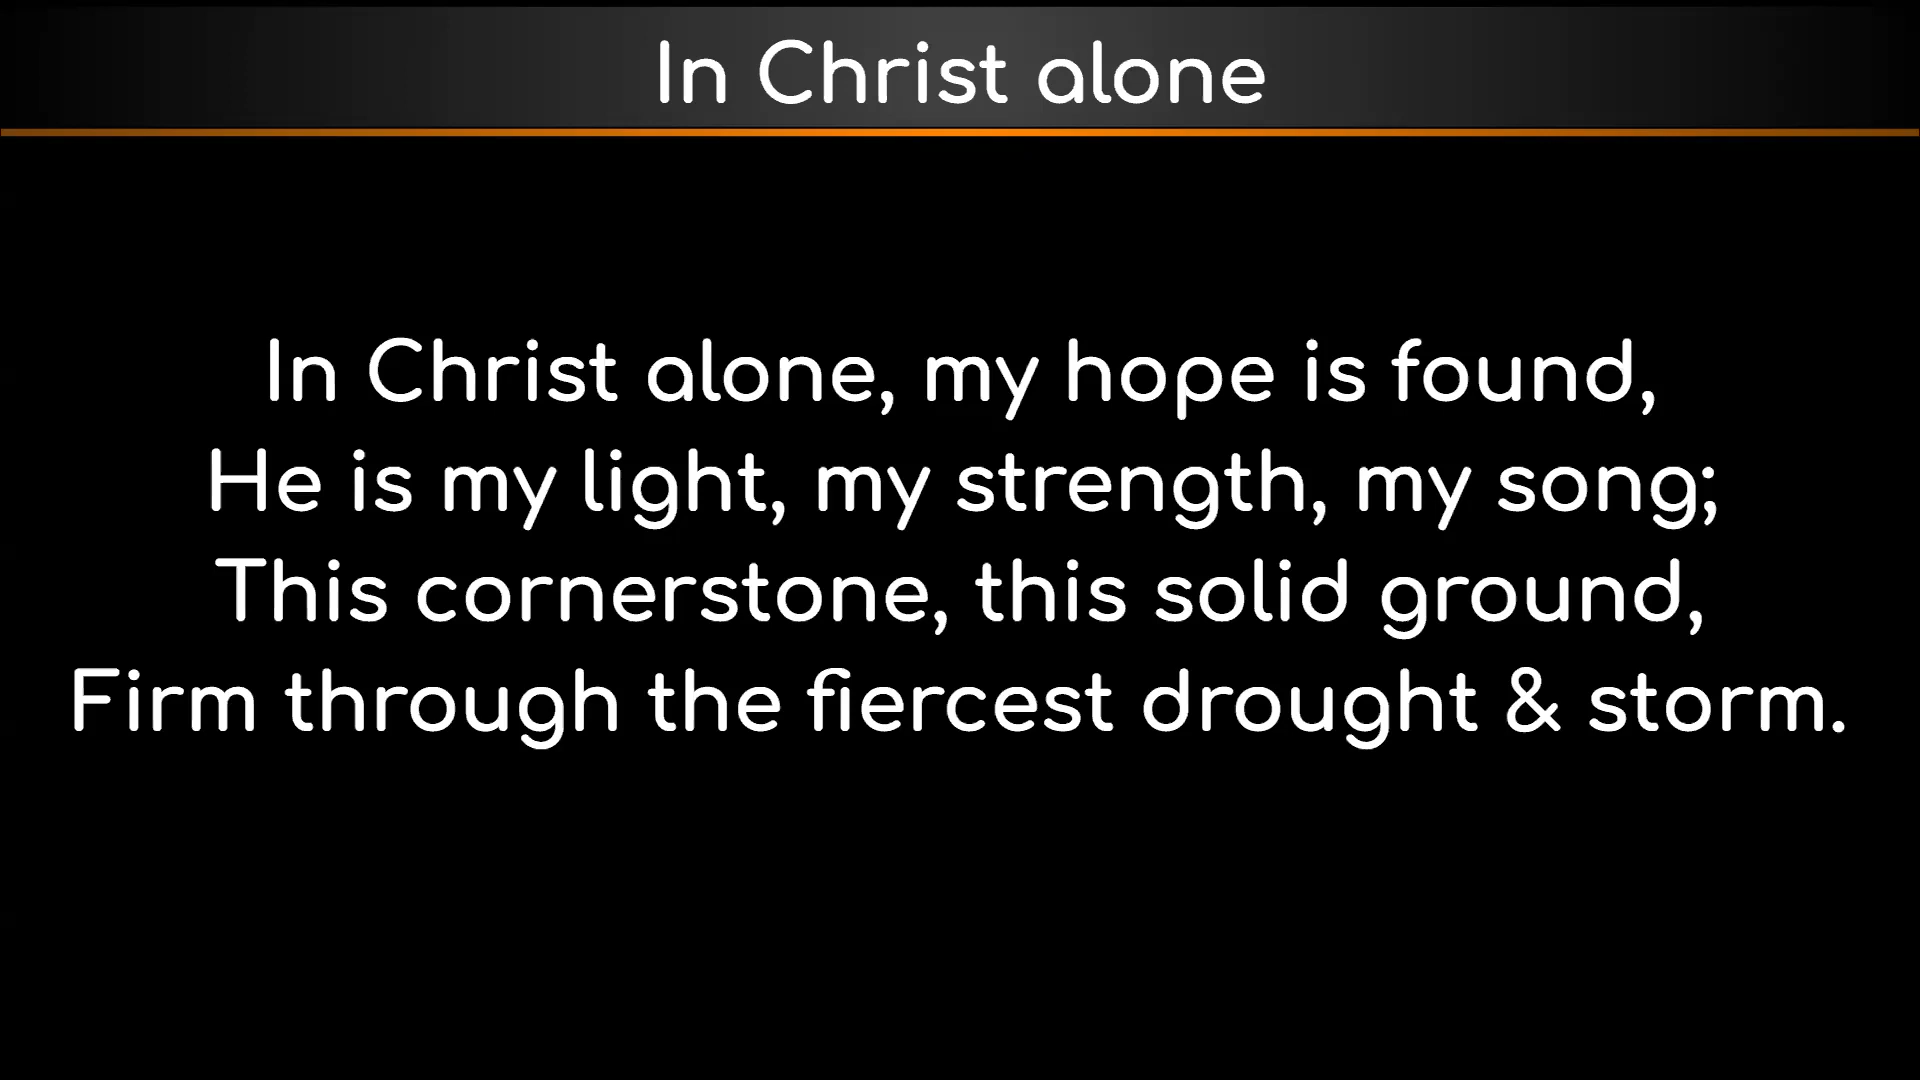 In Christ alone
In Christ alone, my hope is found,
He is my light, my strength, my song;
This cornerstone, this solid ground,
Firm through the fiercest drought & storm.